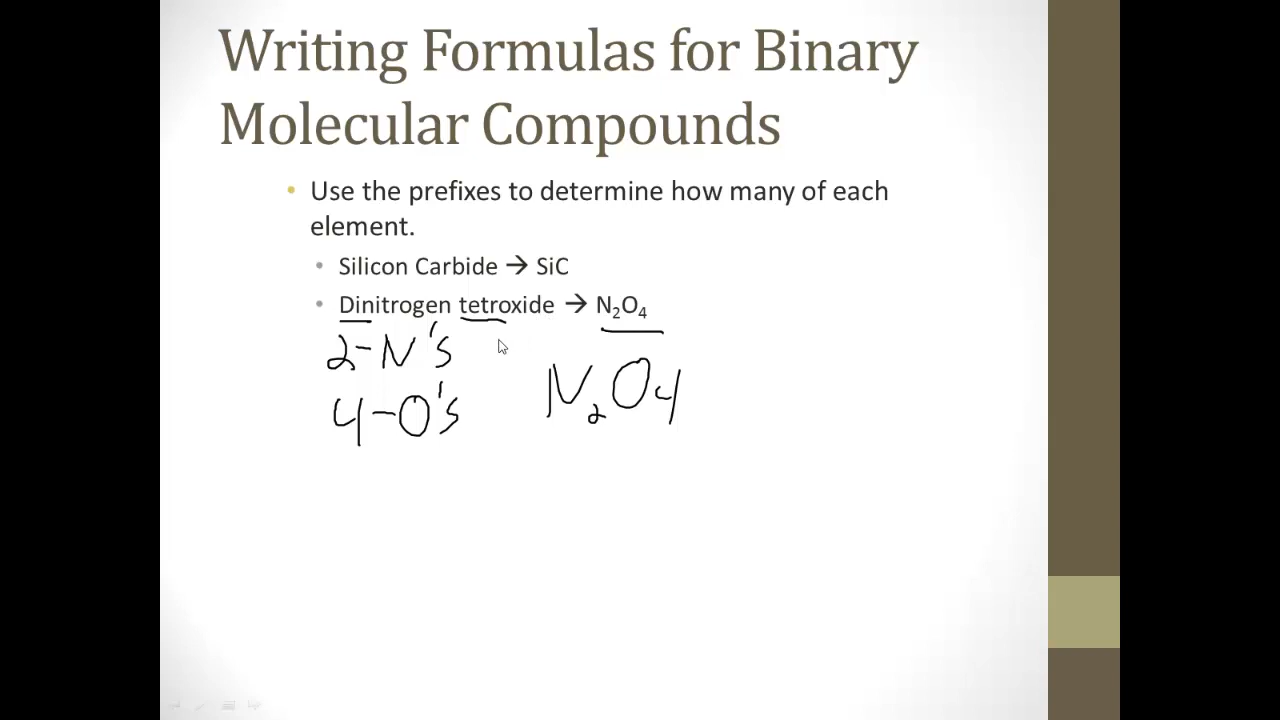 Writing Formulas for Binary
Molecular Compounds
• Use the prefixes to determine how many of each
element.
• Silicon Carbide → SiC
• Dinitrogen tetroxide → N₂O₄
2-N's
4-O's
N₂O₄